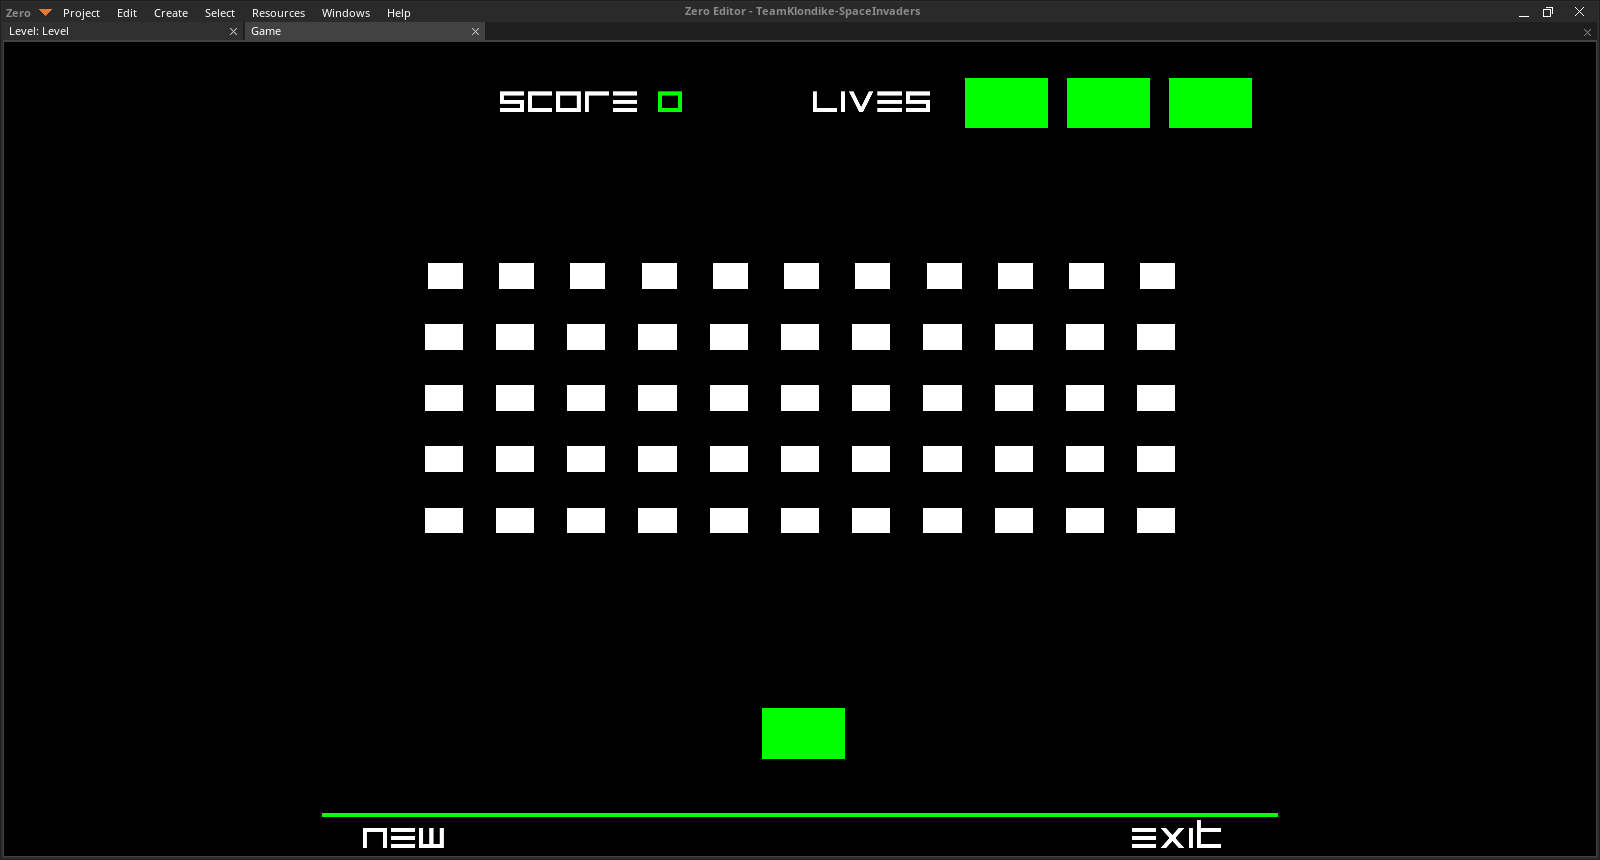 Zero Project Edit Create Select Resources Windows Help Zero Editor - TeamKlondike-SpaceInvaders
Level: Level Game
SCORE 0 LIVES
NEW EXIT